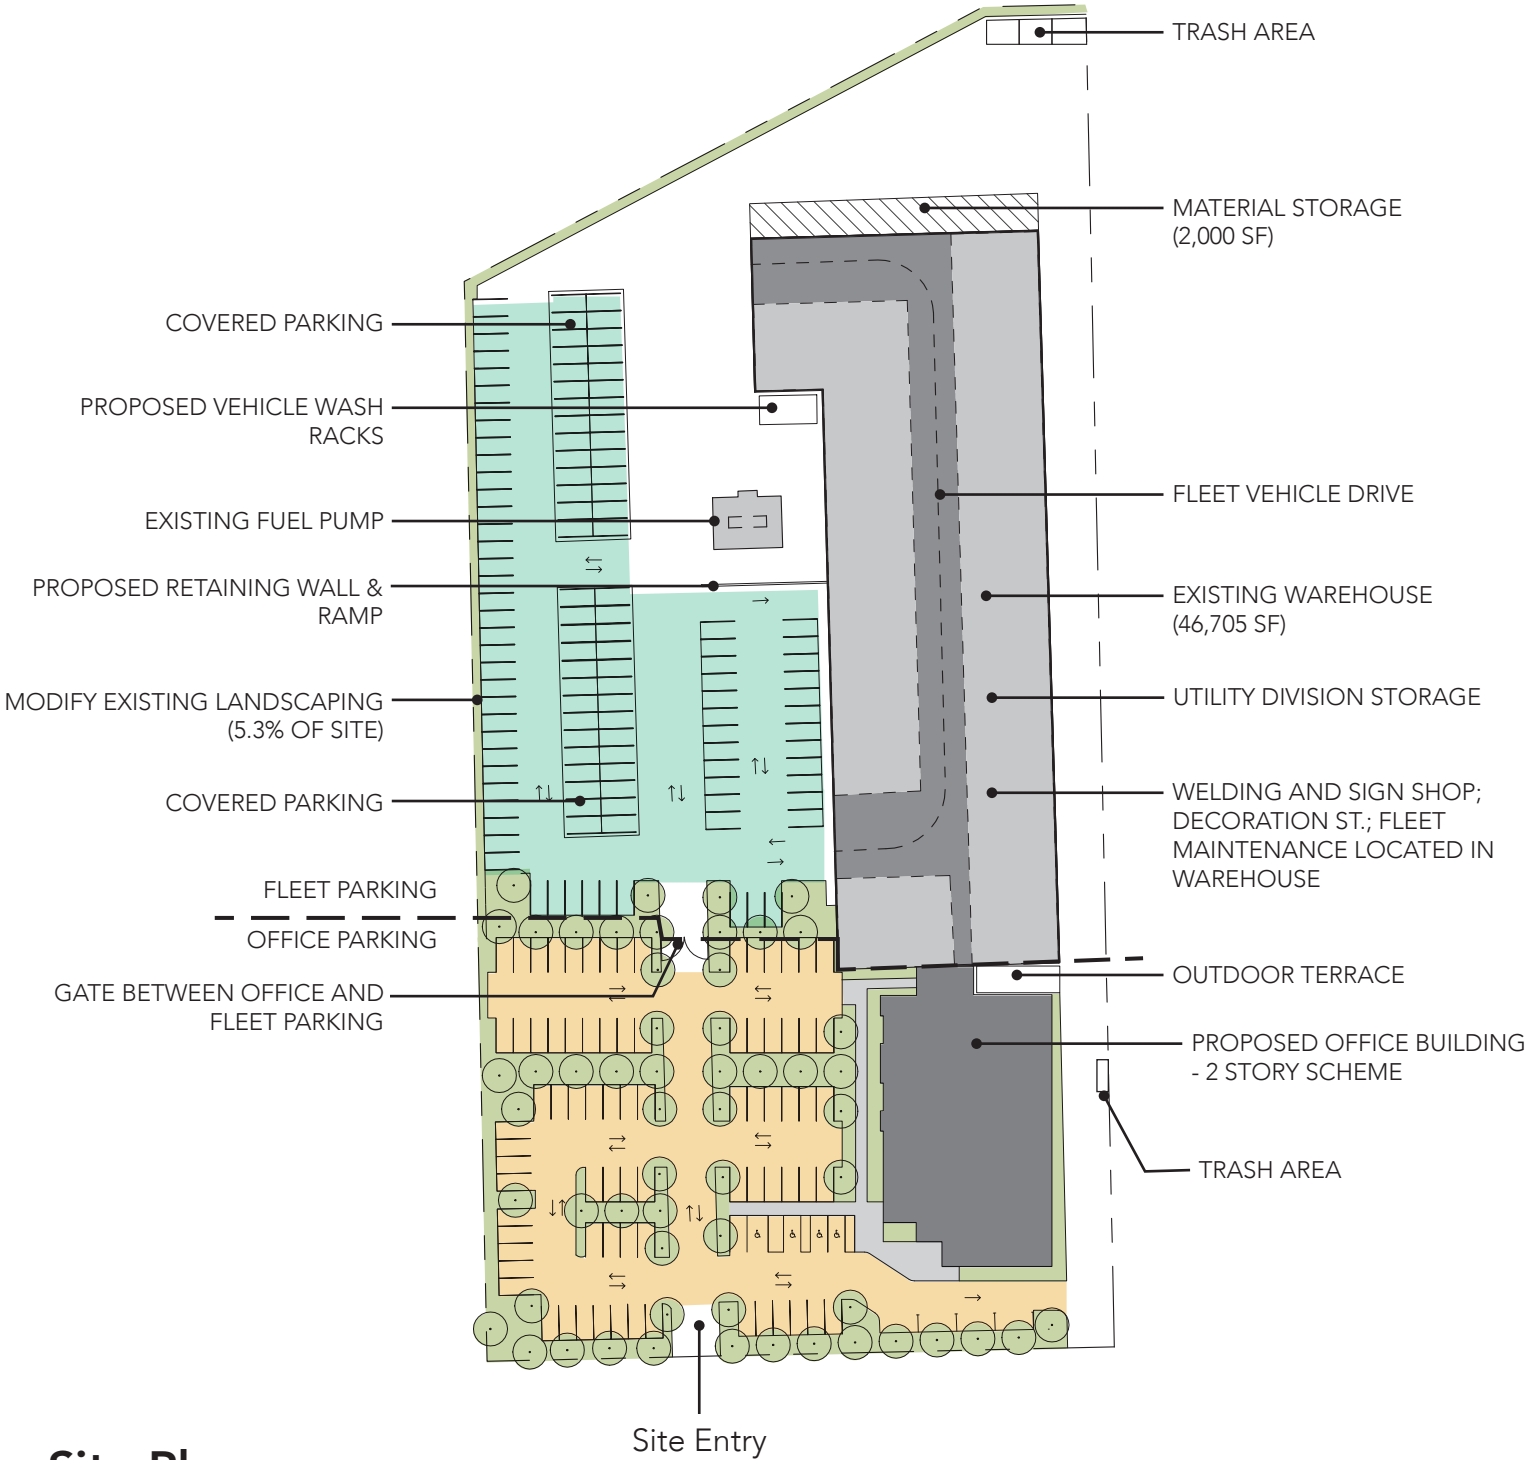 TRASH AREA
MATERIAL STORAGE
(2,000 SF)
COVERED PARKING
PROPOSED VEHICLE WASH
RACKS
FLEET VEHICLE DRIVE
EXISTING FUEL PUMP
PROPOSED RETAINING WALL &
RAMP
EXISTING WAREHOUSE
(46,705 SF)
MODIFY EXISTING LANDSCAPING
(5.3% OF SITE)
UTILITY DIVISION STORAGE
COVERED PARKING
WELDING AND SIGN SHOP;
DECORATION ST.; FLEET
MAINTENANCE LOCATED IN
WAREHOUSE
FLEET PARKING
OFFICE PARKING
OUTDOOR TERRACE
GATE BETWEEN OFFICE AND
FLEET PARKING
PROPOSED OFFICE BUILDING
- 2 STORY SCHEME
TRASH AREA
Site Entry